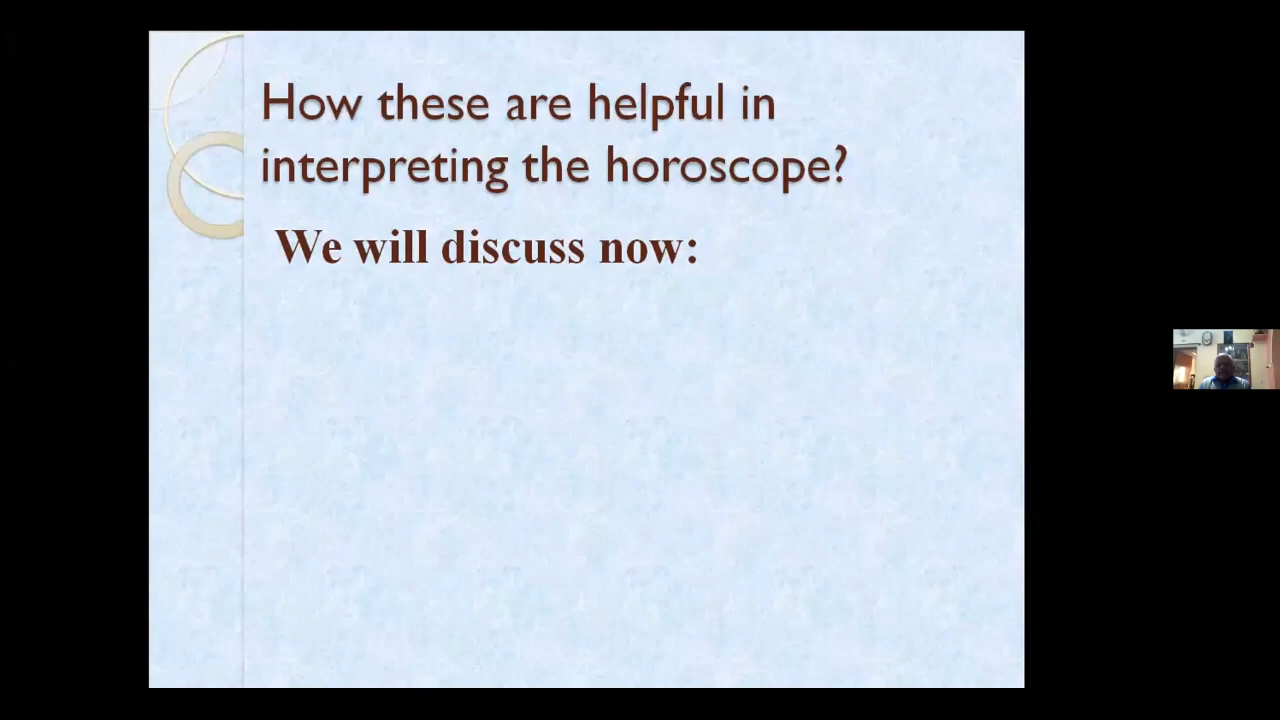 How these are helpful in
interpreting the horoscope?
We will discuss now: